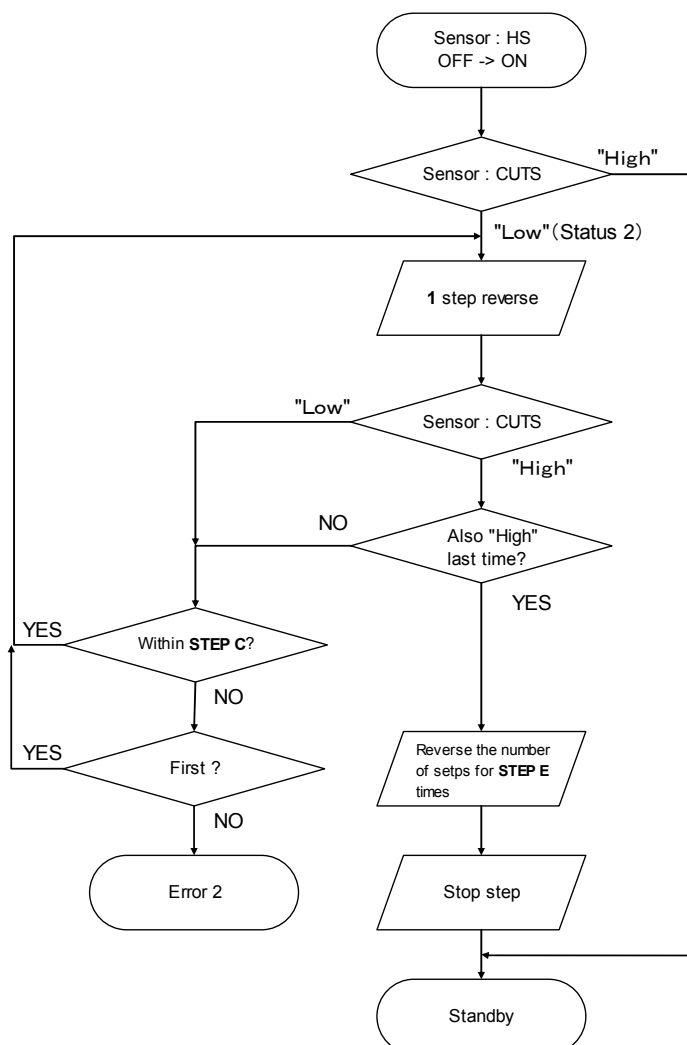 Sensor : HS
OFF -> ON
"High"
Sensor : CUTS
"Low"(Status 2)
1 step reverse
"Low"
Sensor : CUTS
"High"
NO
Also "High"
last time?
YES
YES
Within STEP C?
NO
YES
First ?
Reverse the number
of setps for STEP E
times
NO
Error 2
Stop step
Standby